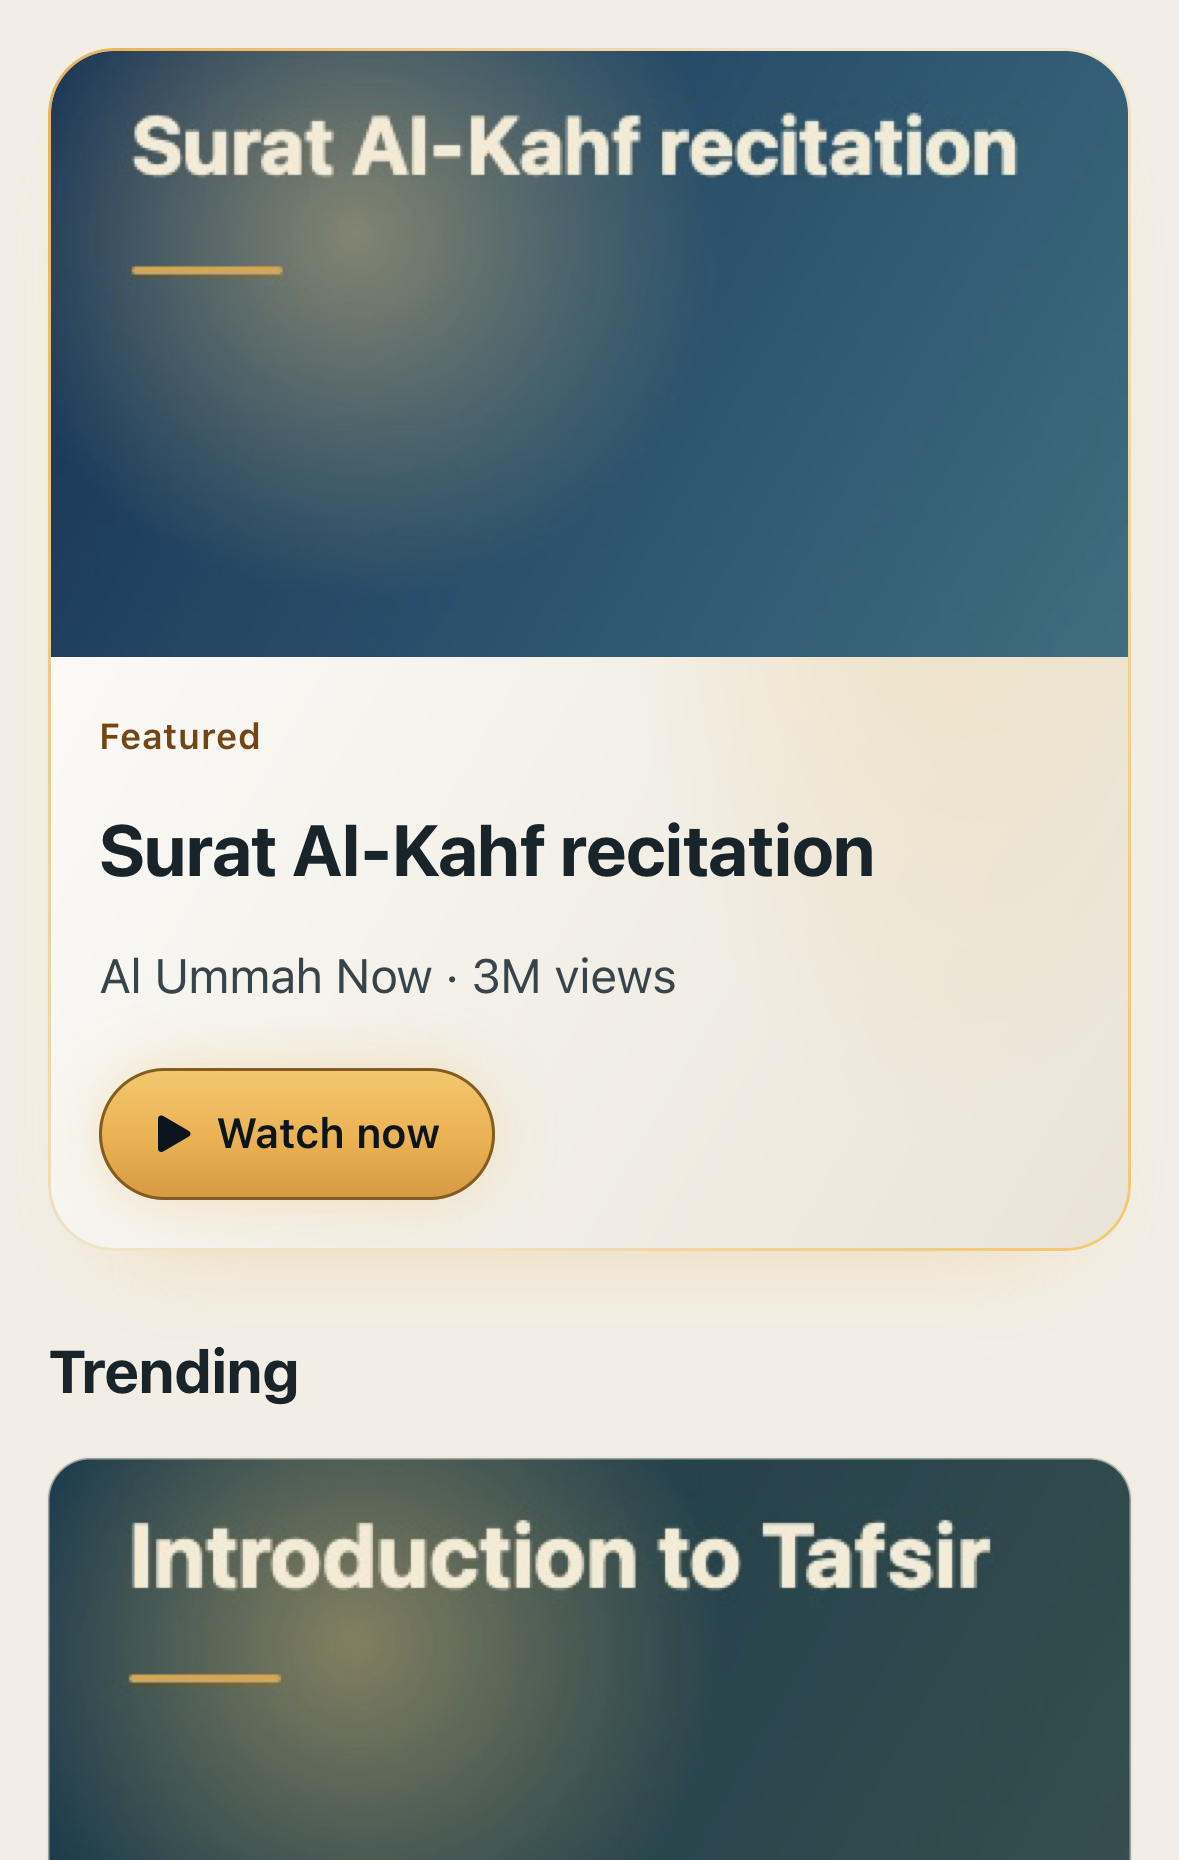 Surat Al-Kahf recitation
Featured
Surat Al-Kahf recitation
Al Ummah Now · 3M views
Watch now
Trending
Introduction to Tafsir